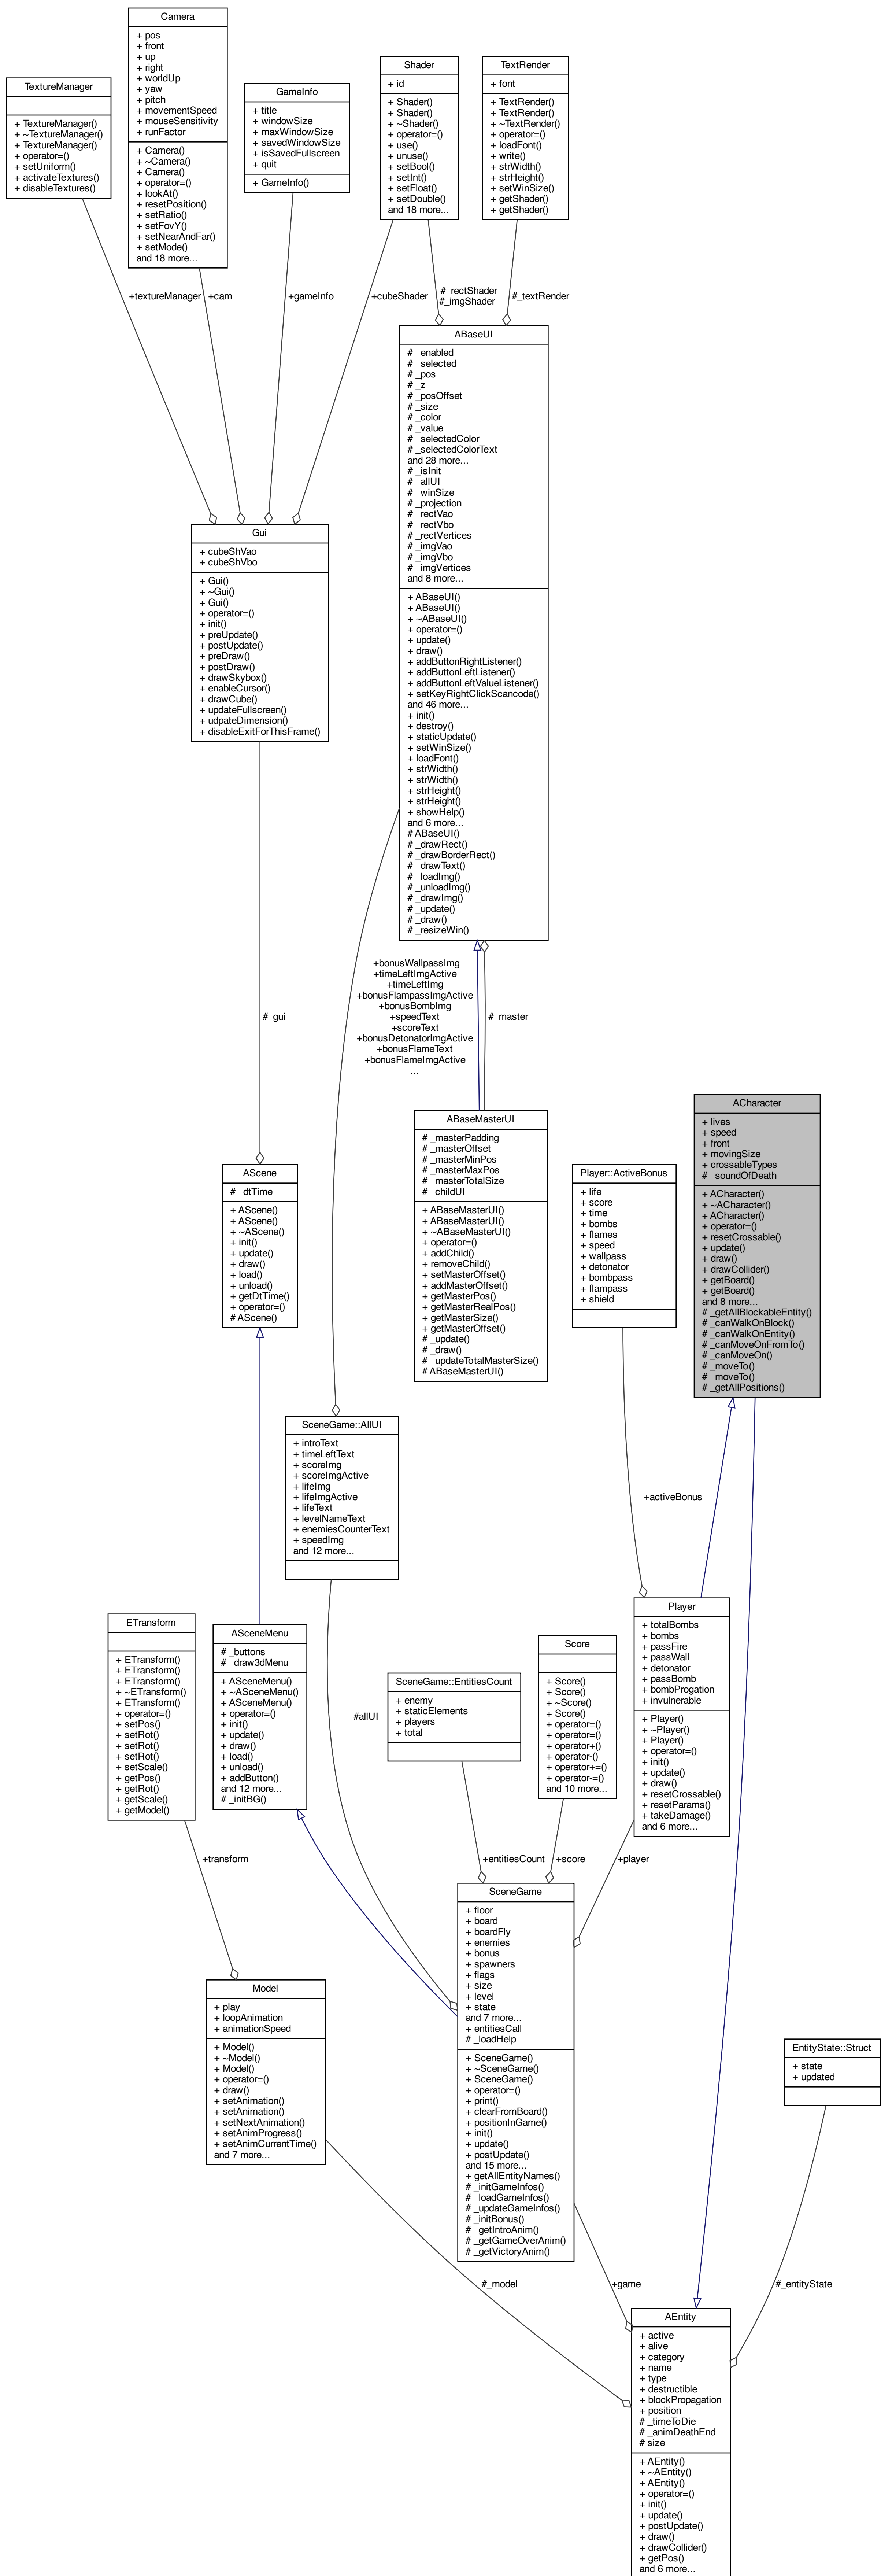 Camera
+ pos
+ front
+ up
+ right
+ worldUp
+ yaw
+ pitch
+ movementSpeed
+ mouseSensitivity
+ runFactor
+ Camera()
+ ~Camera()
+ Camera()
+ operator=()
+ lookAt()
+ resetPosition()
+ setRatio()
+ setFovY()
+ setNearAndFar()
+ setMode()
and 18 more...
TextureManager
+ TextureManager()
+ ~TextureManager()
+ TextureManager()
+ operator=()
+ setUniform()
+ activateTextures()
+ disableTextures()
GameInfo
+ title
+ windowSize
+ maxWindowSize
+ savedWindowSize
+ isSavedFullscreen
+ quit
+ GameInfo()
Shader
+ id
+ Shader()
+ Shader()
+ ~Shader()
+ operator=()
+ use()
+ unuse()
+ setBool()
+ setInt()
+ setFloat()
+ setDouble()
and 18 more...
TextRender
+ font
+ TextRender()
+ TextRender()
+ ~TextRender()
+ operator=()
+ loadFont()
+ write()
+ strWidth()
+ strHeight()
+ setWinSize()
+ getShader()
+ getShader()
+textureManager
+cam
+gameInfo
+cubeShader
#_rectShader
#_imgShader
#_textRender
ABaseUI
# _enabled
# _selected
# _pos
# _z
# _posOffset
# _size
# _color
# _value
# _selectedColor
# _selectedColorText
and 28 more...
# _isInit
# _allUI
# _winSize
# _projection
# _rectVao
# _rectVbo
# _rectVertices
# _imgVao
# _imgVbo
# _imgVertices
and 8 more...
+ ABaseUI()
+ ABaseUI()
+ ~ABaseUI()
+ operator=()
+ update()
+ draw()
+ addButtonRightListener()
+ addButtonLeftListener()
+ addButtonLeftValueListener()
+ setKeyRightClickScancode()
and 46 more...
+ init()
+ destroy()
+ staticUpdate()
+ setWinSize()
+ loadFont()
+ strWidth()
+ strWidth()
+ strHeight()
+ strHeight()
+ showHelp()
and 6 more...
# ABaseUI()
# _drawRect()
# _drawBorderRect()
# _drawText()
# _loadImg()
# _unloadImg()
# _drawImg()
# _update()
# _draw()
# _resizeWin()
Gui
+ cubeShVao
+ cubeShVbo
+ Gui()
+ ~Gui()
+ Gui()
+ operator=()
+ init()
+ preUpdate()
+ postUpdate()
+ preDraw()
+ postDraw()
+ drawSkybox()
+ enableCursor()
+ drawCube()
+ updateFullscreen()
+ udpateDimension()
+ disableExitForThisFrame()
#_gui
+bonusWallpassImg
+timeLeftImgActive
+timeLeftImg
+bonusFlampassImgActive
+bonusBombImg
+speedText
+scoreText
+bonusDetonatorImgActive
+bonusFlameText
+bonusFlameImgActive
...
#_master
ABaseMasterUI
# _masterPadding
# _masterOffset
# _masterMinPos
# _masterMaxPos
# _masterTotalSize
# _childUI
+ ABaseMasterUI()
+ ABaseMasterUI()
+ ~ABaseMasterUI()
+ operator=()
+ addChild()
+ removeChild()
+ setMasterOffset()
+ addMasterOffset()
+ getMasterPos()
+ getMasterRealPos()
+ getMasterSize()
+ getMasterOffset()
# _update()
# _draw()
# _updateTotalMasterSize()
# ABaseMasterUI()
ACharacter
+ lives
+ speed
+ front
+ movingSize
+ crossableTypes
# _soundOfDeath
+ ACharacter()
+ ~ACharacter()
+ ACharacter()
+ operator=()
+ resetCrossable()
+ update()
+ draw()
+ drawCollider()
+ getBoard()
+ getBoard()
and 8 more...
# _getAllBlockableEntity()
# _canWalkOnBlock()
# _canWalkOnEntity()
# _canMoveOnFromTo()
# _canMoveOn()
# _moveTo()
# _moveTo()
# _getAllPositions()
AScene
# _dtTime
+ AScene()
+ AScene()
+ ~AScene()
+ init()
+ update()
+ draw()
+ load()
+ unload()
+ getDtTime()
+ operator=()
# AScene()
Player::ActiveBonus
+ life
+ score
+ time
+ bombs
+ flames
+ speed
+ wallpass
+ detonator
+ bombpass
+ flampass
+ shield
SceneGame::AllUI
+ introText
+ timeLeftText
+ scoreImg
+ scoreImgActive
+ lifeImg
+ lifeImgActive
+ lifeText
+ levelNameText
+ enemiesCounterText
+ speedImg
and 12 more...
+activeBonus
ETransform
+ ETransform()
+ ETransform()
+ ETransform()
+ ~ETransform()
+ ETransform()
+ operator=()
+ setPos()
+ setRot()
+ setRot()
+ setRot()
+ setScale()
+ getPos()
+ getRot()
+ getScale()
+ getModel()
ASceneMenu
# _buttons
# _draw3dMenu
+ ASceneMenu()
+ ~ASceneMenu()
+ ASceneMenu()
+ operator=()
+ init()
+ update()
+ draw()
+ load()
+ unload()
+ addButton()
and 12 more...
# _initBG()
#allUI
SceneGame::EntitiesCount
+ enemy
+ staticElements
+ players
+ total
Score
+ Score()
+ Score()
+ ~Score()
+ Score()
+ operator=()
+ operator=()
+ operator+()
+ operator-()
+ operator+=()
+ operator-=()
and 10 more...
Player
+ totalBombs
+ bombs
+ passFire
+ passWall
+ detonator
+ passBomb
+ bombProgation
+ invulnerable
+ Player()
+ ~Player()
+ Player()
+ operator=()
+ init()
+ update()
+ draw()
+ resetCrossable()
+ resetParams()
+ takeDamage()
and 6 more...
+transform
+entitiesCount
+score
+player
SceneGame
+ floor
+ board
+ boardFly
+ enemies
+ bonus
+ spawners
+ flags
+ size
+ level
+ state
and 7 more...
+ entitiesCall
# _loadHelp
+ SceneGame()
+ ~SceneGame()
+ SceneGame()
+ operator=()
+ print()
+ clearFromBoard()
+ positionInGame()
+ init()
+ update()
+ postUpdate()
and 15 more...
+ getAllEntityNames()
# _initGameInfos()
# _loadGameInfos()
# _updateGameInfos()
# _initBonus()
# _getIntroAnim()
# _getGameOverAnim()
# _getVictoryAnim()
Model
+ play
+ loopAnimation
+ animationSpeed
+ Model()
+ ~Model()
+ Model()
+ operator=()
+ draw()
+ setAnimation()
+ setAnimation()
+ setNextAnimation()
+ setAnimProgress()
+ setAnimCurrentTime()
and 7 more...
EntityState::Struct
+ state
+ updated
#_model
+game
#_entityState
AEntity
+ active
+ alive
+ category
+ name
+ type
+ destructible
+ blockPropagation
+ position
# _timeToDie
# _animDeathEnd
# size
+ AEntity()
+ ~AEntity()
+ AEntity()
+ operator=()
+ init()
+ update()
+ postUpdate()
+ draw()
+ drawCollider()
+ getPos()
and 6 more...